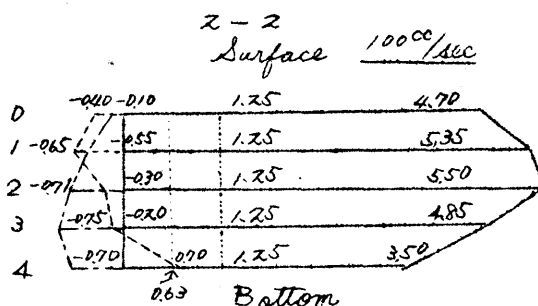 2 - 2
Surface 100cc/sec
0 -0.40 -0.10 1.25 4.70
1 -0.65 -0.55 1.25 5.35
2 -0.71 -0.30 1.25 5.50
3 -0.75 -0.20 1.25 4.85
4 -0.70 0.70 1.25 3.50
0.63 Bottom